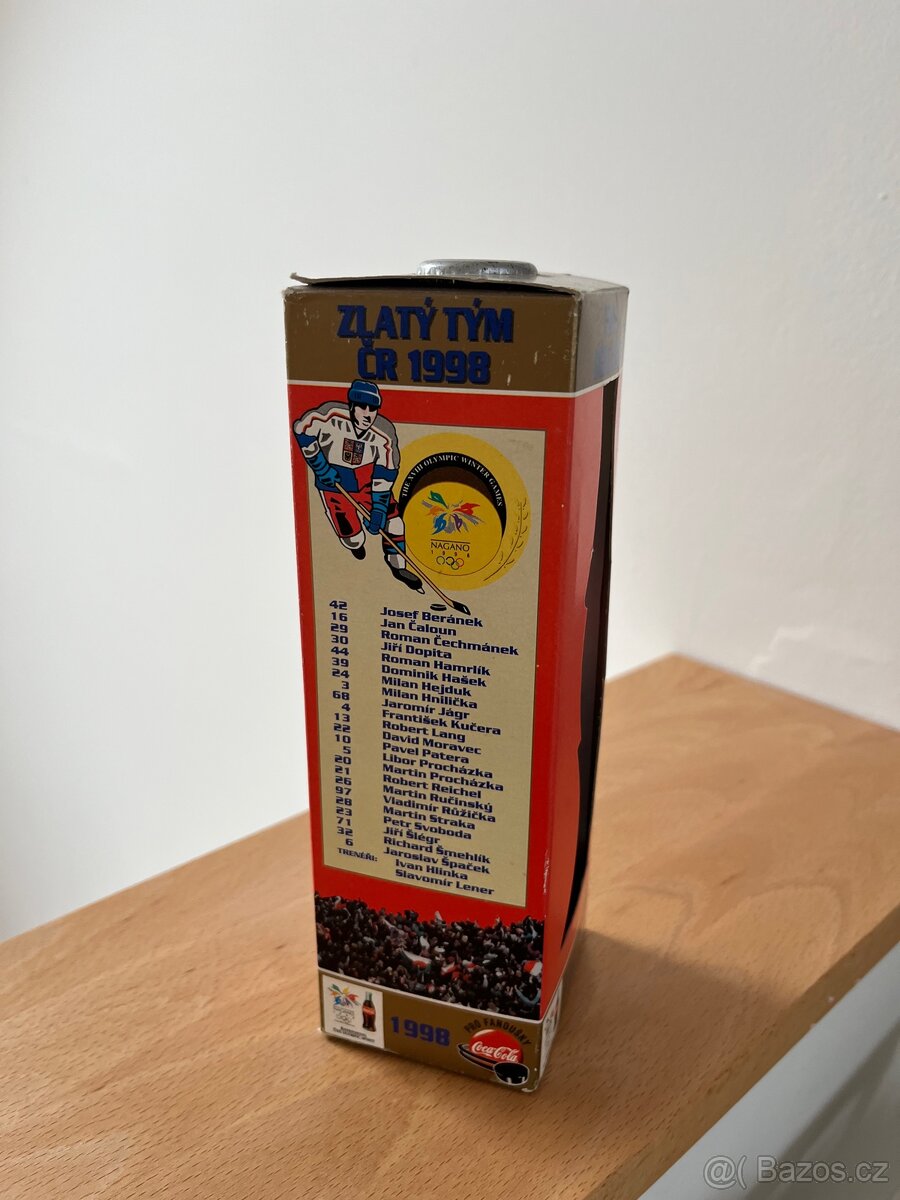 ZLATÝ TÝM
ČR 1998
THE XVIII OLYMPIC WINTER GAMES
NAGANO
1998
42 Josef Beránek
16 Jan Čaloun
29 Roman Čechmánek
30 Jiří Dopita
44 Roman Hamrlík
39 Dominik Hašek
24 Milan Hejduk
3 Milan Hnilička
68 Jaromír Jágr
4 František Kučera
13 Robert Lang
22 David Moravec
10 Pavel Patera
5 Libor Procházka
20 Martin Procházka
21 Robert Reichel
26 Martin Ručinský
97 Vladimír Růžička
28 Martin Straka
23 Petr Svoboda
71 Jiří Šlégr
32 Richard Šmehlík
6 Jaroslav Špaček
TRENÉŘI: Ivan Hlinka
Slavomír Lener
1998
PRO FANOUŠKY
Coca-Cola
@( Bazos.cz